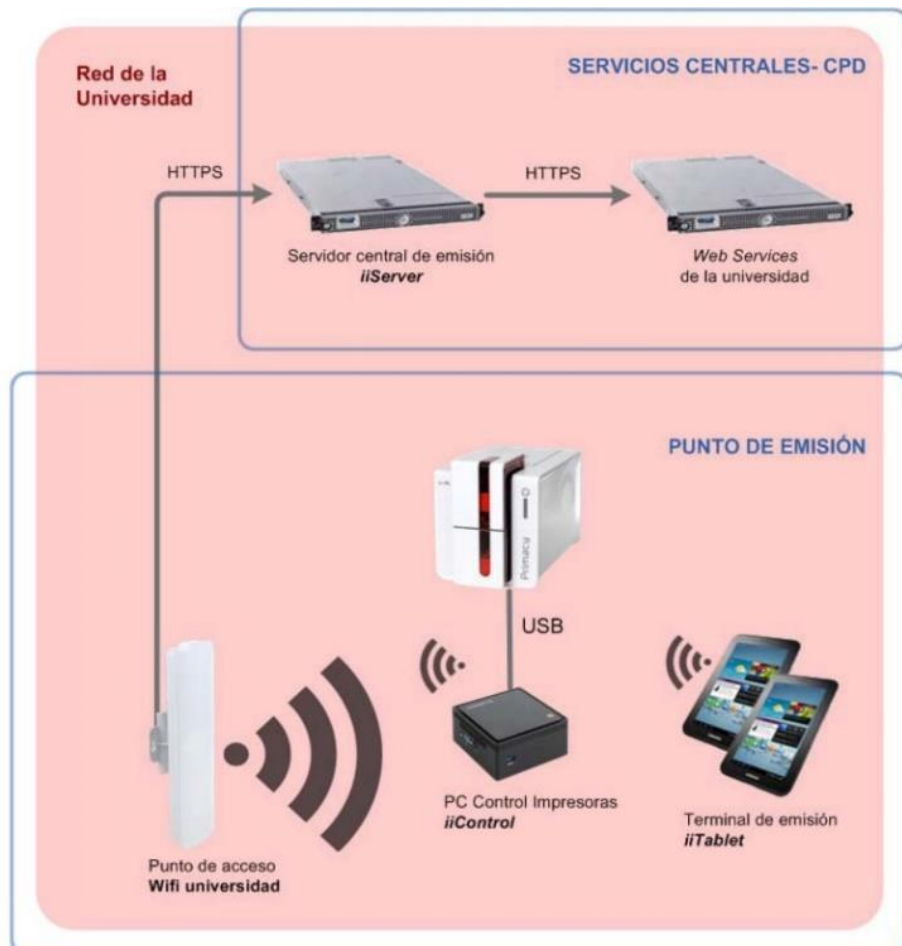 Red de la
Universidad
SERVICIOS CENTRALES- CPD
HTTPS
HTTPS
Servidor central de emisión
iiServer
Web Services
de la universidad
PUNTO DE EMISIÓN
Primacy
USB
PC Control Impresoras
iiControl
Terminal de emisión
iiTablet
Punto de acceso
Wifi universidad